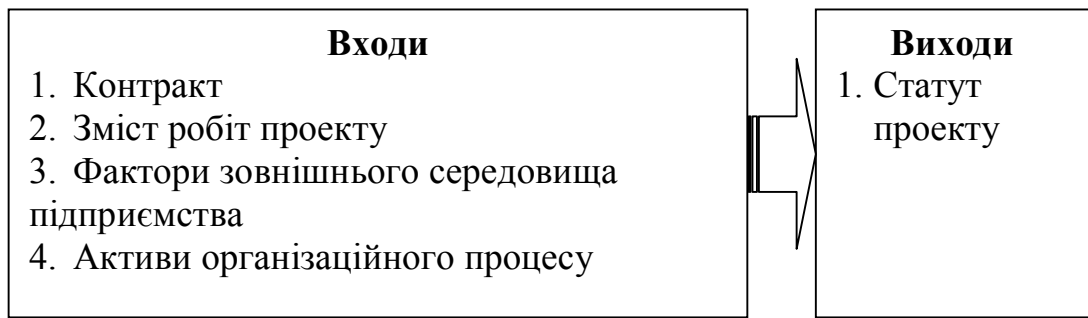 Входи
1. Контракт
2. Зміст робіт проекту
3. Фактори зовнішнього середовища
підприємства
4. Активи організаційного процесу
Виходи
1. Статут
проекту